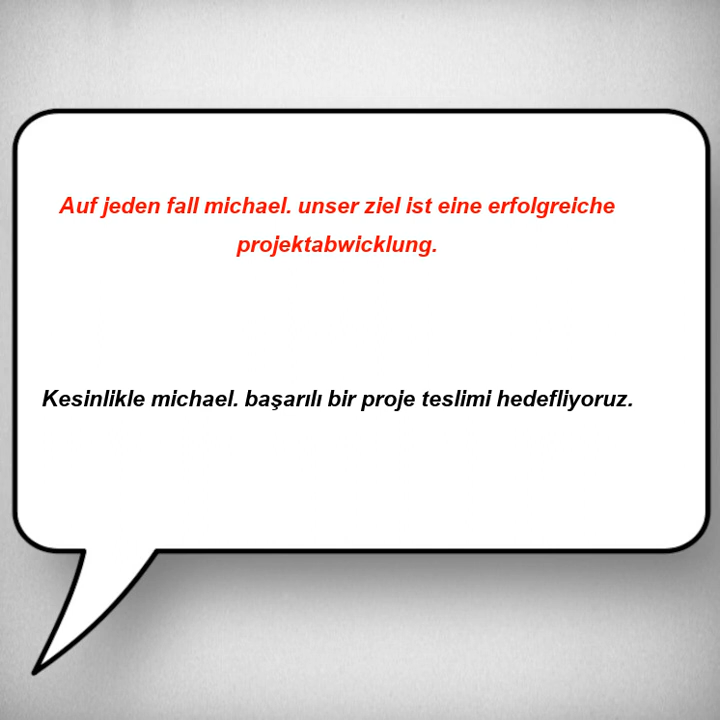 Auf jeden fall michael. unser ziel ist eine erfolgreiche
projektabwicklung.
Kesinlikle michael. başarılı bir proje teslimi hedefliyoruz.